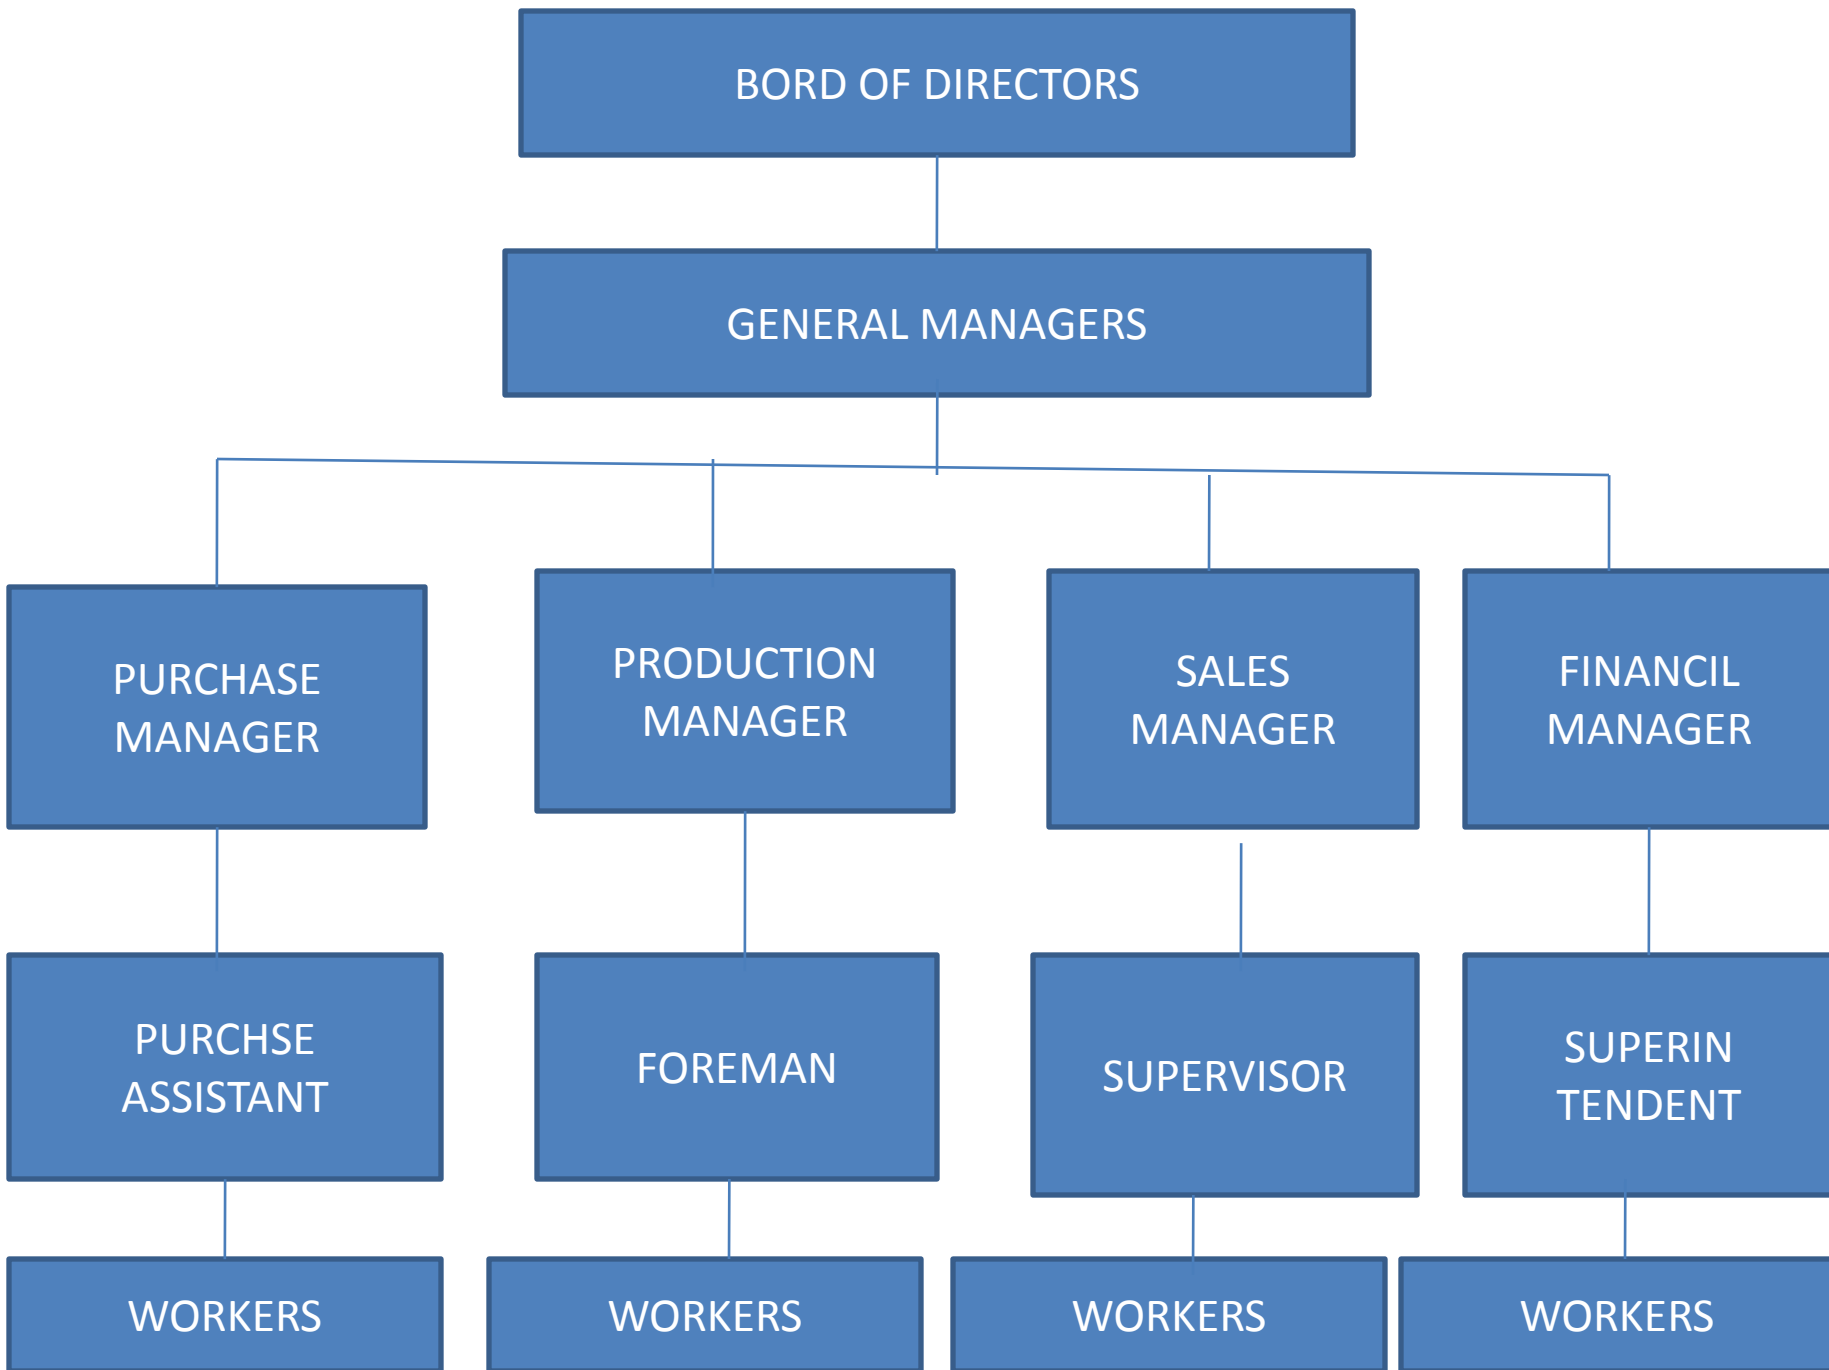 BORD OF DIRECTORS
GENERAL MANAGERS
PURCHASE
MANAGER
PRODUCTION
MANAGER
SALES
MANAGER
FINANCIL
MANAGER
PURCHSE
ASSISTANT
FOREMAN
SUPERVISOR
SUPERIN
TENDENT
WORKERS
WORKERS
WORKERS
WORKERS